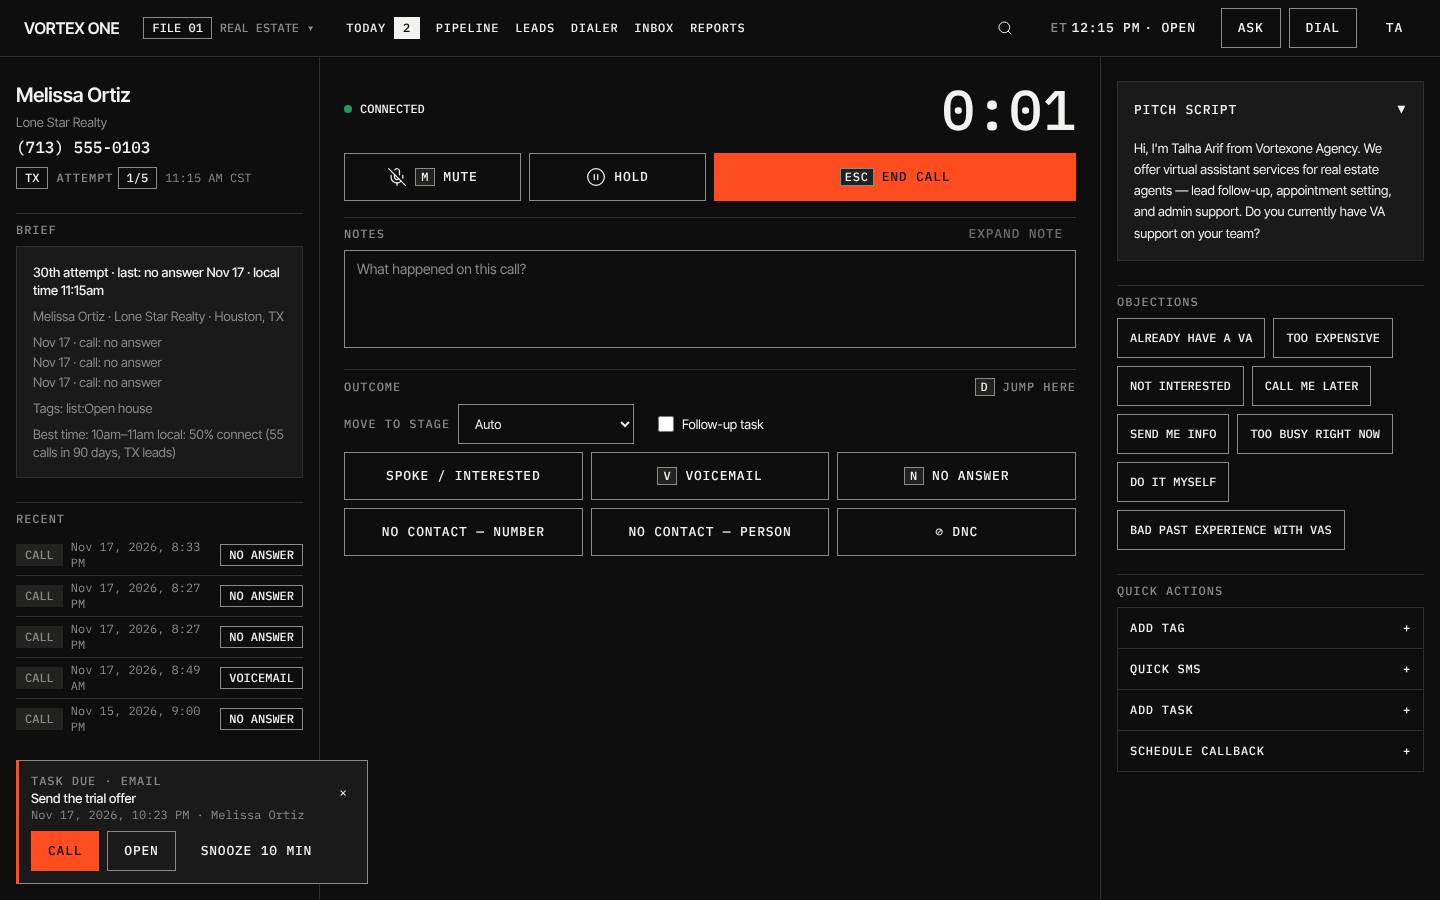 VORTEX ONE
FILE 01 REAL ESTATE ▾
TODAY 2 PIPELINE LEADS DIALER INBOX REPORTS
ET 12:15 PM · OPEN
ASK
DIAL
TA
Melissa Ortiz
Lone Star Realty
(713) 555-0103
TX ATTEMPT 1/5 11:15 AM CST
BRIEF
30th attempt · last: no answer Nov 17 · local
time 11:15am
Melissa Ortiz · Lone Star Realty · Houston, TX
Nov 17 · call: no answer
Nov 17 · call: no answer
Nov 17 · call: no answer
Tags: list:Open house
Best time: 10am–11am local: 50% connect (55
calls in 90 days, TX leads)
RECENT
CALL Nov 17, 2026, 8:33 PM NO ANSWER
CALL Nov 17, 2026, 8:27 PM NO ANSWER
CALL Nov 17, 2026, 8:27 PM NO ANSWER
CALL Nov 17, 2026, 8:49 AM VOICEMAIL
CALL Nov 15, 2026, 9:00 PM NO ANSWER
TASK DUE · EMAIL
Send the trial offer
Nov 17, 2026, 10:23 PM · Melissa Ortiz
×
CALL
OPEN
SNOOZE 10 MIN
CONNECTED
0:01
M MUTE
HOLD
ESC END CALL
NOTES
EXPAND NOTE
What happened on this call?
OUTCOME
D JUMP HERE
MOVE TO STAGE Auto
Follow-up task
SPOKE / INTERESTED
V VOICEMAIL
N NO ANSWER
NO CONTACT — NUMBER
NO CONTACT — PERSON
⊘ DNC
PITCH SCRIPT ▼
Hi, I'm Talha Arif from Vortexone Agency. We
offer virtual assistant services for real estate
agents — lead follow-up, appointment setting,
and admin support. Do you currently have VA
support on your team?
OBJECTIONS
ALREADY HAVE A VA
TOO EXPENSIVE
NOT INTERESTED
CALL ME LATER
SEND ME INFO
TOO BUSY RIGHT NOW
DO IT MYSELF
BAD PAST EXPERIENCE WITH VAS
QUICK ACTIONS
ADD TAG +
QUICK SMS +
ADD TASK +
SCHEDULE CALLBACK +